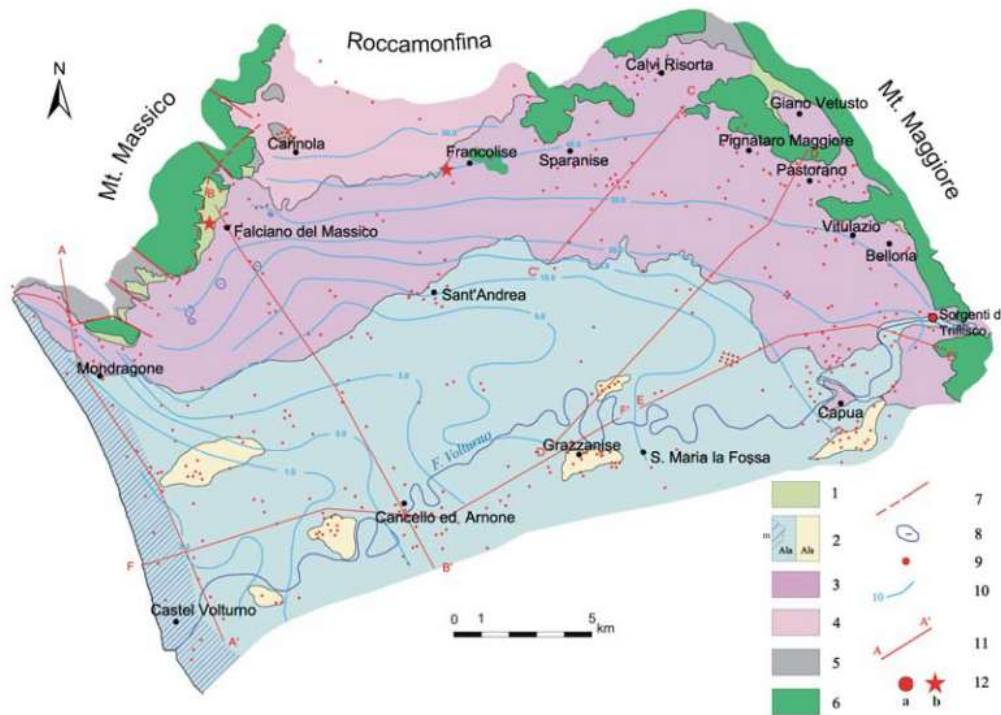 Roccamonfina
N
Mt. Massico
Mt. Maggiore
Calvi Risorta
C
Giano Vetusto
Carinola
Francolise
Sparanise
Pignataro Maggiore
Pastorano
B
Falciano del Massico
Vitulazio
Bellona
A
C'
Sant'Andrea
Sorgenti di
Triflisco
Mondragone
Capua
E
F'
F. Volturno
Grazzanise
D
S. Maria la Fossa
Cancello ed. Arnone
F
B'
Castel Volturno
A'
0 1 5
km
1
m Ala Als 2
3
4
5
6
7
8
9
10 10
A A' 11
12
a b